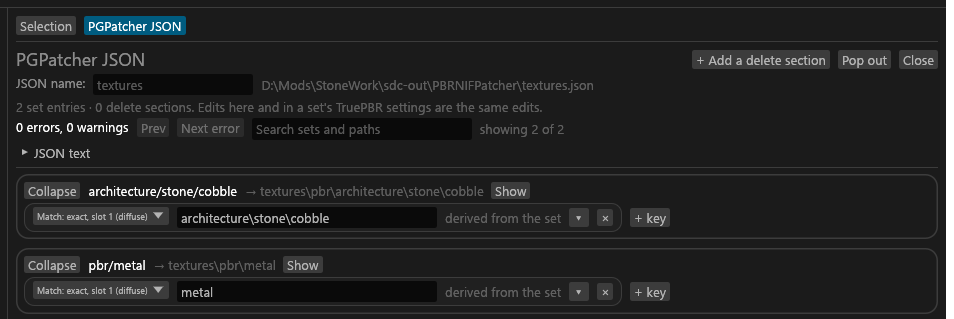 Selection PGPatcher JSON
PGPatcher JSON + Add a delete section Pop out Close
JSON name: textures D:\Mods\StoneWork\sdc-out\PBRNIFPatcher\textures.json
2 set entries · 0 delete sections. Edits here and in a set's TruePBR settings are the same edits.
0 errors, 0 warnings Prev Next error Search sets and paths showing 2 of 2
JSON text
Collapse architecture/stone/cobble → textures\pbr\architecture\stone\cobble Show
Match: exact, slot 1 (diffuse) architecture\stone\cobble derived from the set × + key
Collapse pbr/metal → textures\pbr\metal Show
Match: exact, slot 1 (diffuse) metal derived from the set × + key